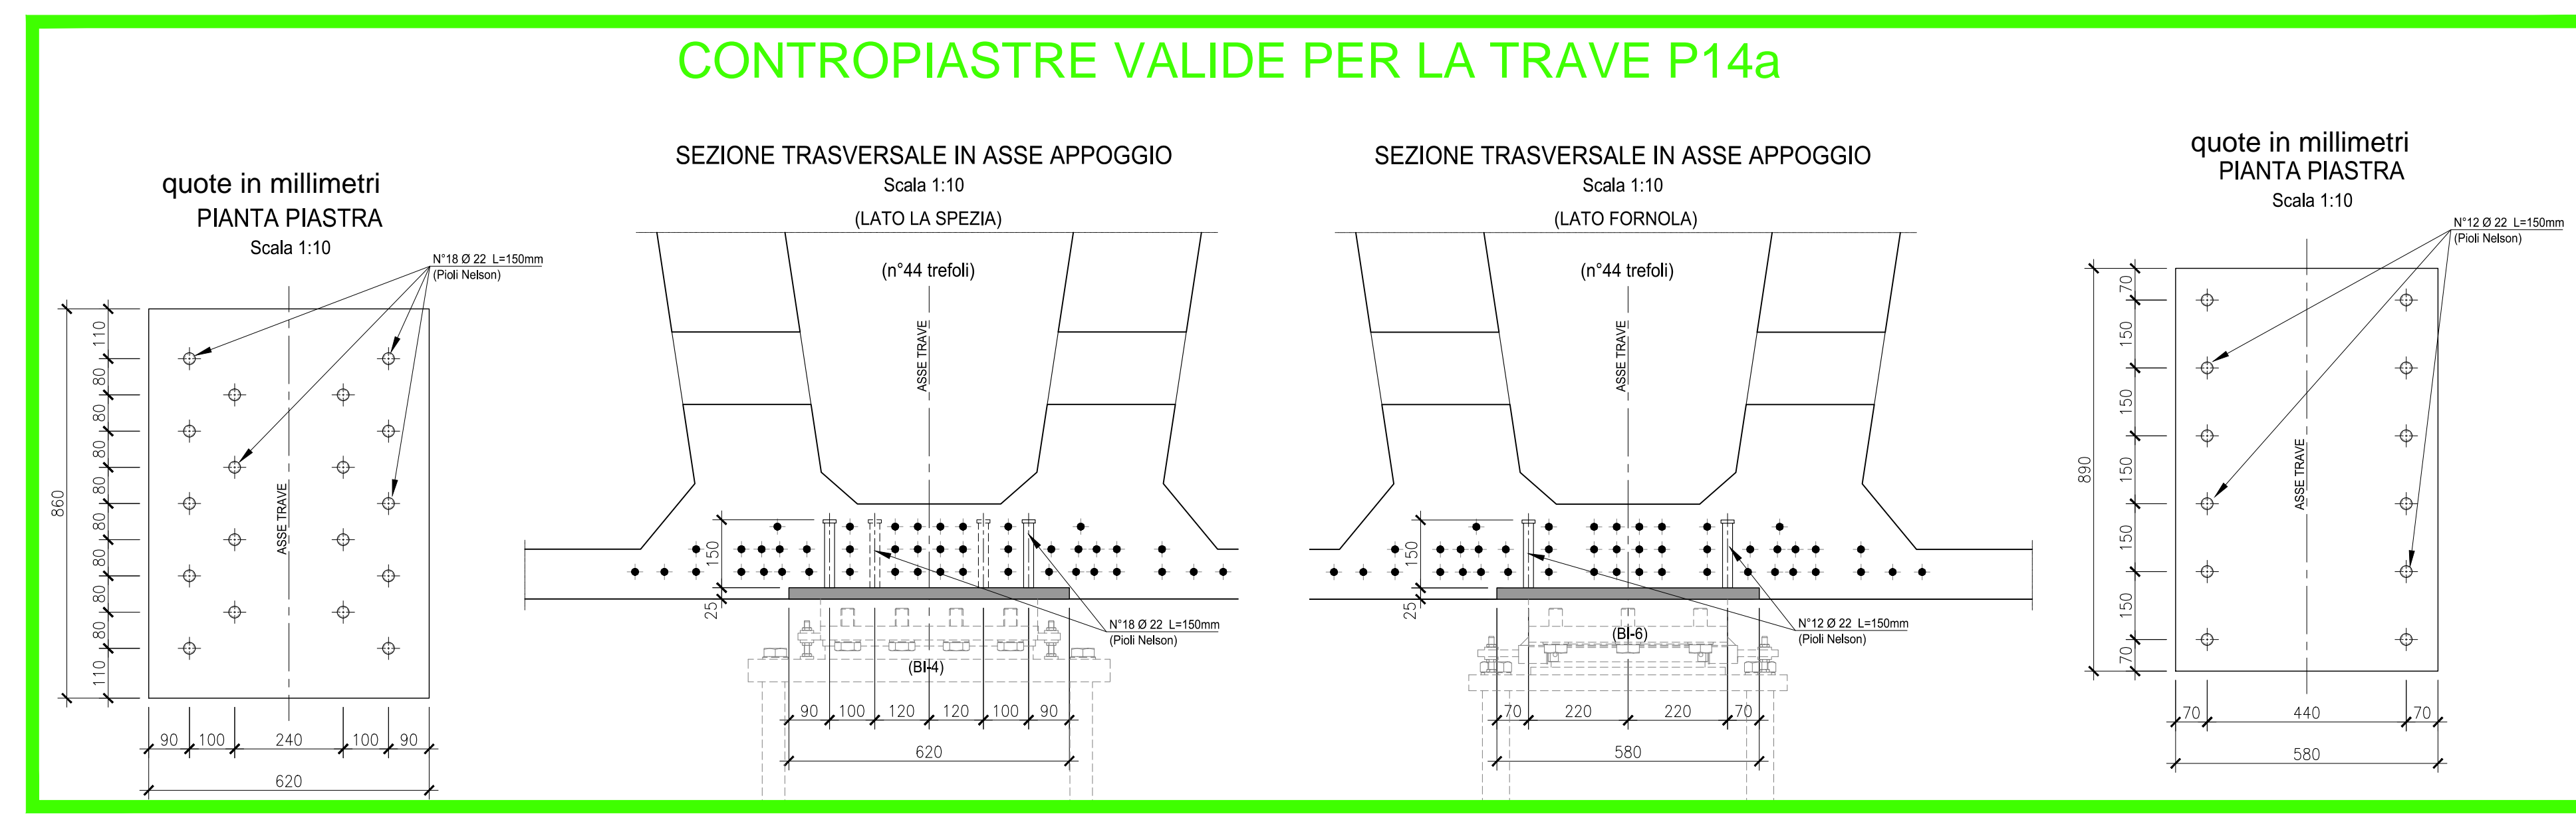 CONTROPIASTRE VALIDE PER LA TRAVE P14a
quote in millimetri
PIANTA PIASTRA
Scala 1:10
N°18 Ø 22 L=150mm
(Pioli Nelson)
860
110
80
80
80
80
80
80
80
80
110
ASSE TRAVE
90
100
240
100
90
620
SEZIONE TRASVERSALE IN ASSE APPOGGIO
Scala 1:10
(LATO LA SPEZIA)
(n°44 trefoli)
ASSE TRAVE
150
25
N°18 Ø 22 L=150mm
(Pioli Nelson)
(BI-4)
90
100
120
120
100
90
620
SEZIONE TRASVERSALE IN ASSE APPOGGIO
Scala 1:10
(LATO FORNOLA)
(n°44 trefoli)
ASSE TRAVE
150
25
N°12 Ø 22 L=150mm
(Pioli Nelson)
(BI-6)
70
220
220
70
580
quote in millimetri
PIANTA PIASTRA
Scala 1:10
N°12 Ø 22 L=150mm
(Pioli Nelson)
890
70
150
150
150
150
150
70
ASSE TRAVE
70
440
70
580